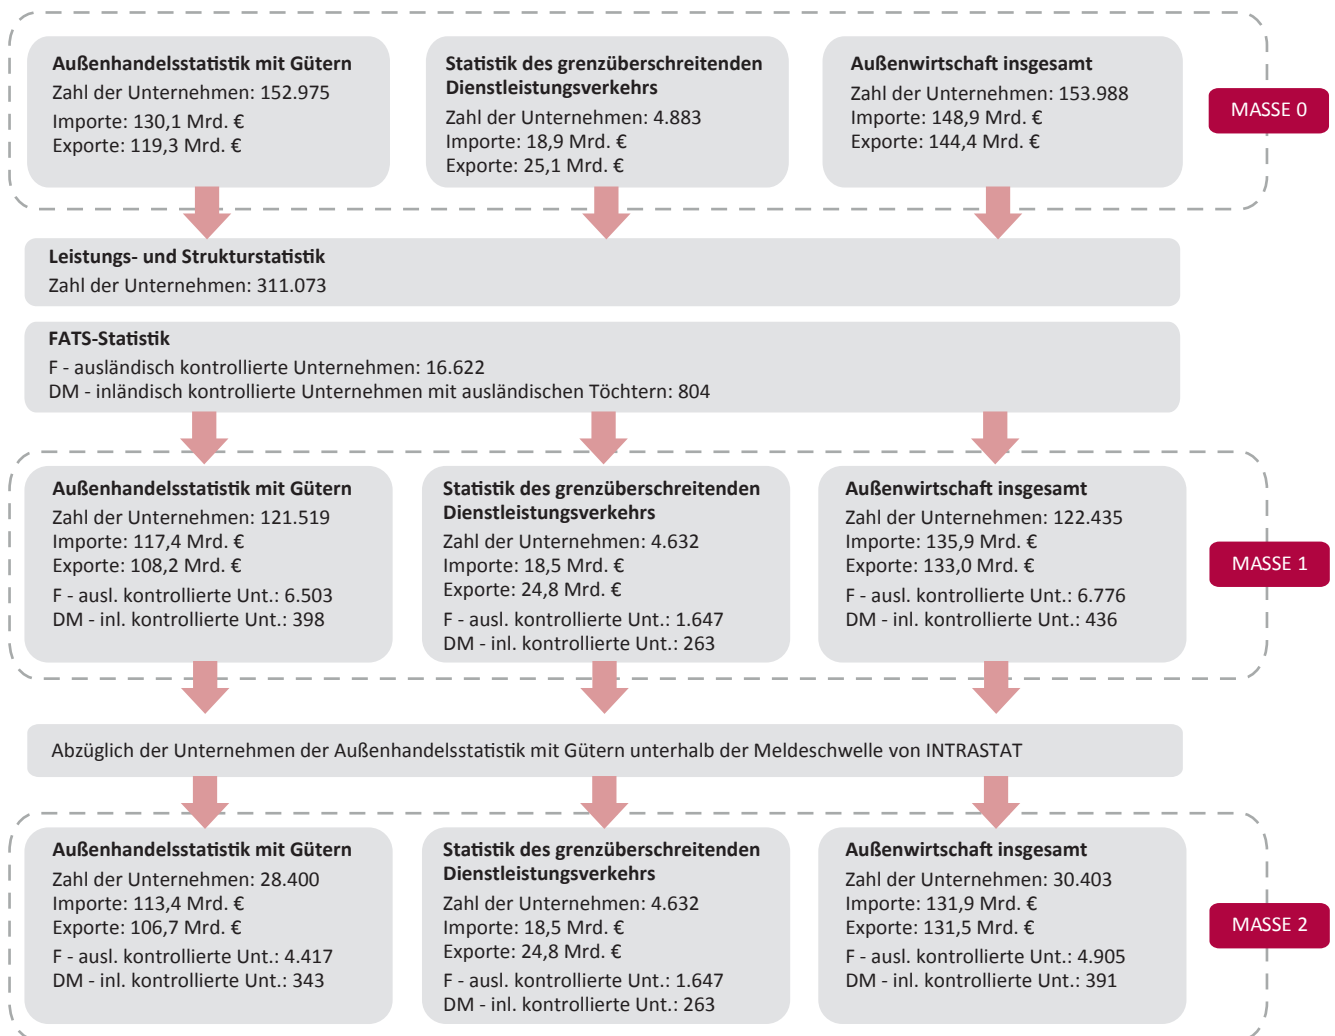 Außenhandelsstatistik mit Gütern
Zahl der Unternehmen: 152.975
Importe: 130,1 Mrd. €
Exporte: 119,3 Mrd. €
Statistik des grenzüberschreitenden
Dienstleistungsverkehrs
Zahl der Unternehmen: 4.883
Importe: 18,9 Mrd. €
Exporte: 25,1 Mrd. €
Außenwirtschaft insgesamt
Zahl der Unternehmen: 153.988
Importe: 148,9 Mrd. €
Exporte: 144,4 Mrd. €
MASSE 0
Leistungs- und Strukturstatistik
Zahl der Unternehmen: 311.073
FATS-Statistik
F - ausländisch kontrollierte Unternehmen: 16.622
DM - inländisch kontrollierte Unternehmen mit ausländischen Töchtern: 804
Außenhandelsstatistik mit Gütern
Zahl der Unternehmen: 121.519
Importe: 117,4 Mrd. €
Exporte: 108,2 Mrd. €
F - ausl. kontrollierte Unt.: 6.503
DM - inl. kontrollierte Unt.: 398
Statistik des grenzüberschreitenden
Dienstleistungsverkehrs
Zahl der Unternehmen: 4.632
Importe: 18,5 Mrd. €
Exporte: 24,8 Mrd. €
F - ausl. kontrollierte Unt.: 1.647
DM - inl. kontrollierte Unt.: 263
Außenwirtschaft insgesamt
Zahl der Unternehmen: 122.435
Importe: 135,9 Mrd. €
Exporte: 133,0 Mrd. €
F - ausl. kontrollierte Unt.: 6.776
DM - inl. kontrollierte Unt.: 436
MASSE 1
Abzüglich der Unternehmen der Außenhandelsstatistik mit Gütern unterhalb der Meldeschwelle von INTRASTAT
Außenhandelsstatistik mit Gütern
Zahl der Unternehmen: 28.400
Importe: 113,4 Mrd. €
Exporte: 106,7 Mrd. €
F - ausl. kontrollierte Unt.: 4.417
DM - inl. kontrollierte Unt.: 343
Statistik des grenzüberschreitenden
Dienstleistungsverkehrs
Zahl der Unternehmen: 4.632
Importe: 18,5 Mrd. €
Exporte: 24,8 Mrd. €
F - ausl. kontrollierte Unt.: 1.647
DM - inl. kontrollierte Unt.: 263
Außenwirtschaft insgesamt
Zahl der Unternehmen: 30.403
Importe: 131,9 Mrd. €
Exporte: 131,5 Mrd. €
F - ausl. kontrollierte Unt.: 4.905
DM - inl. kontrollierte Unt.: 391
MASSE 2